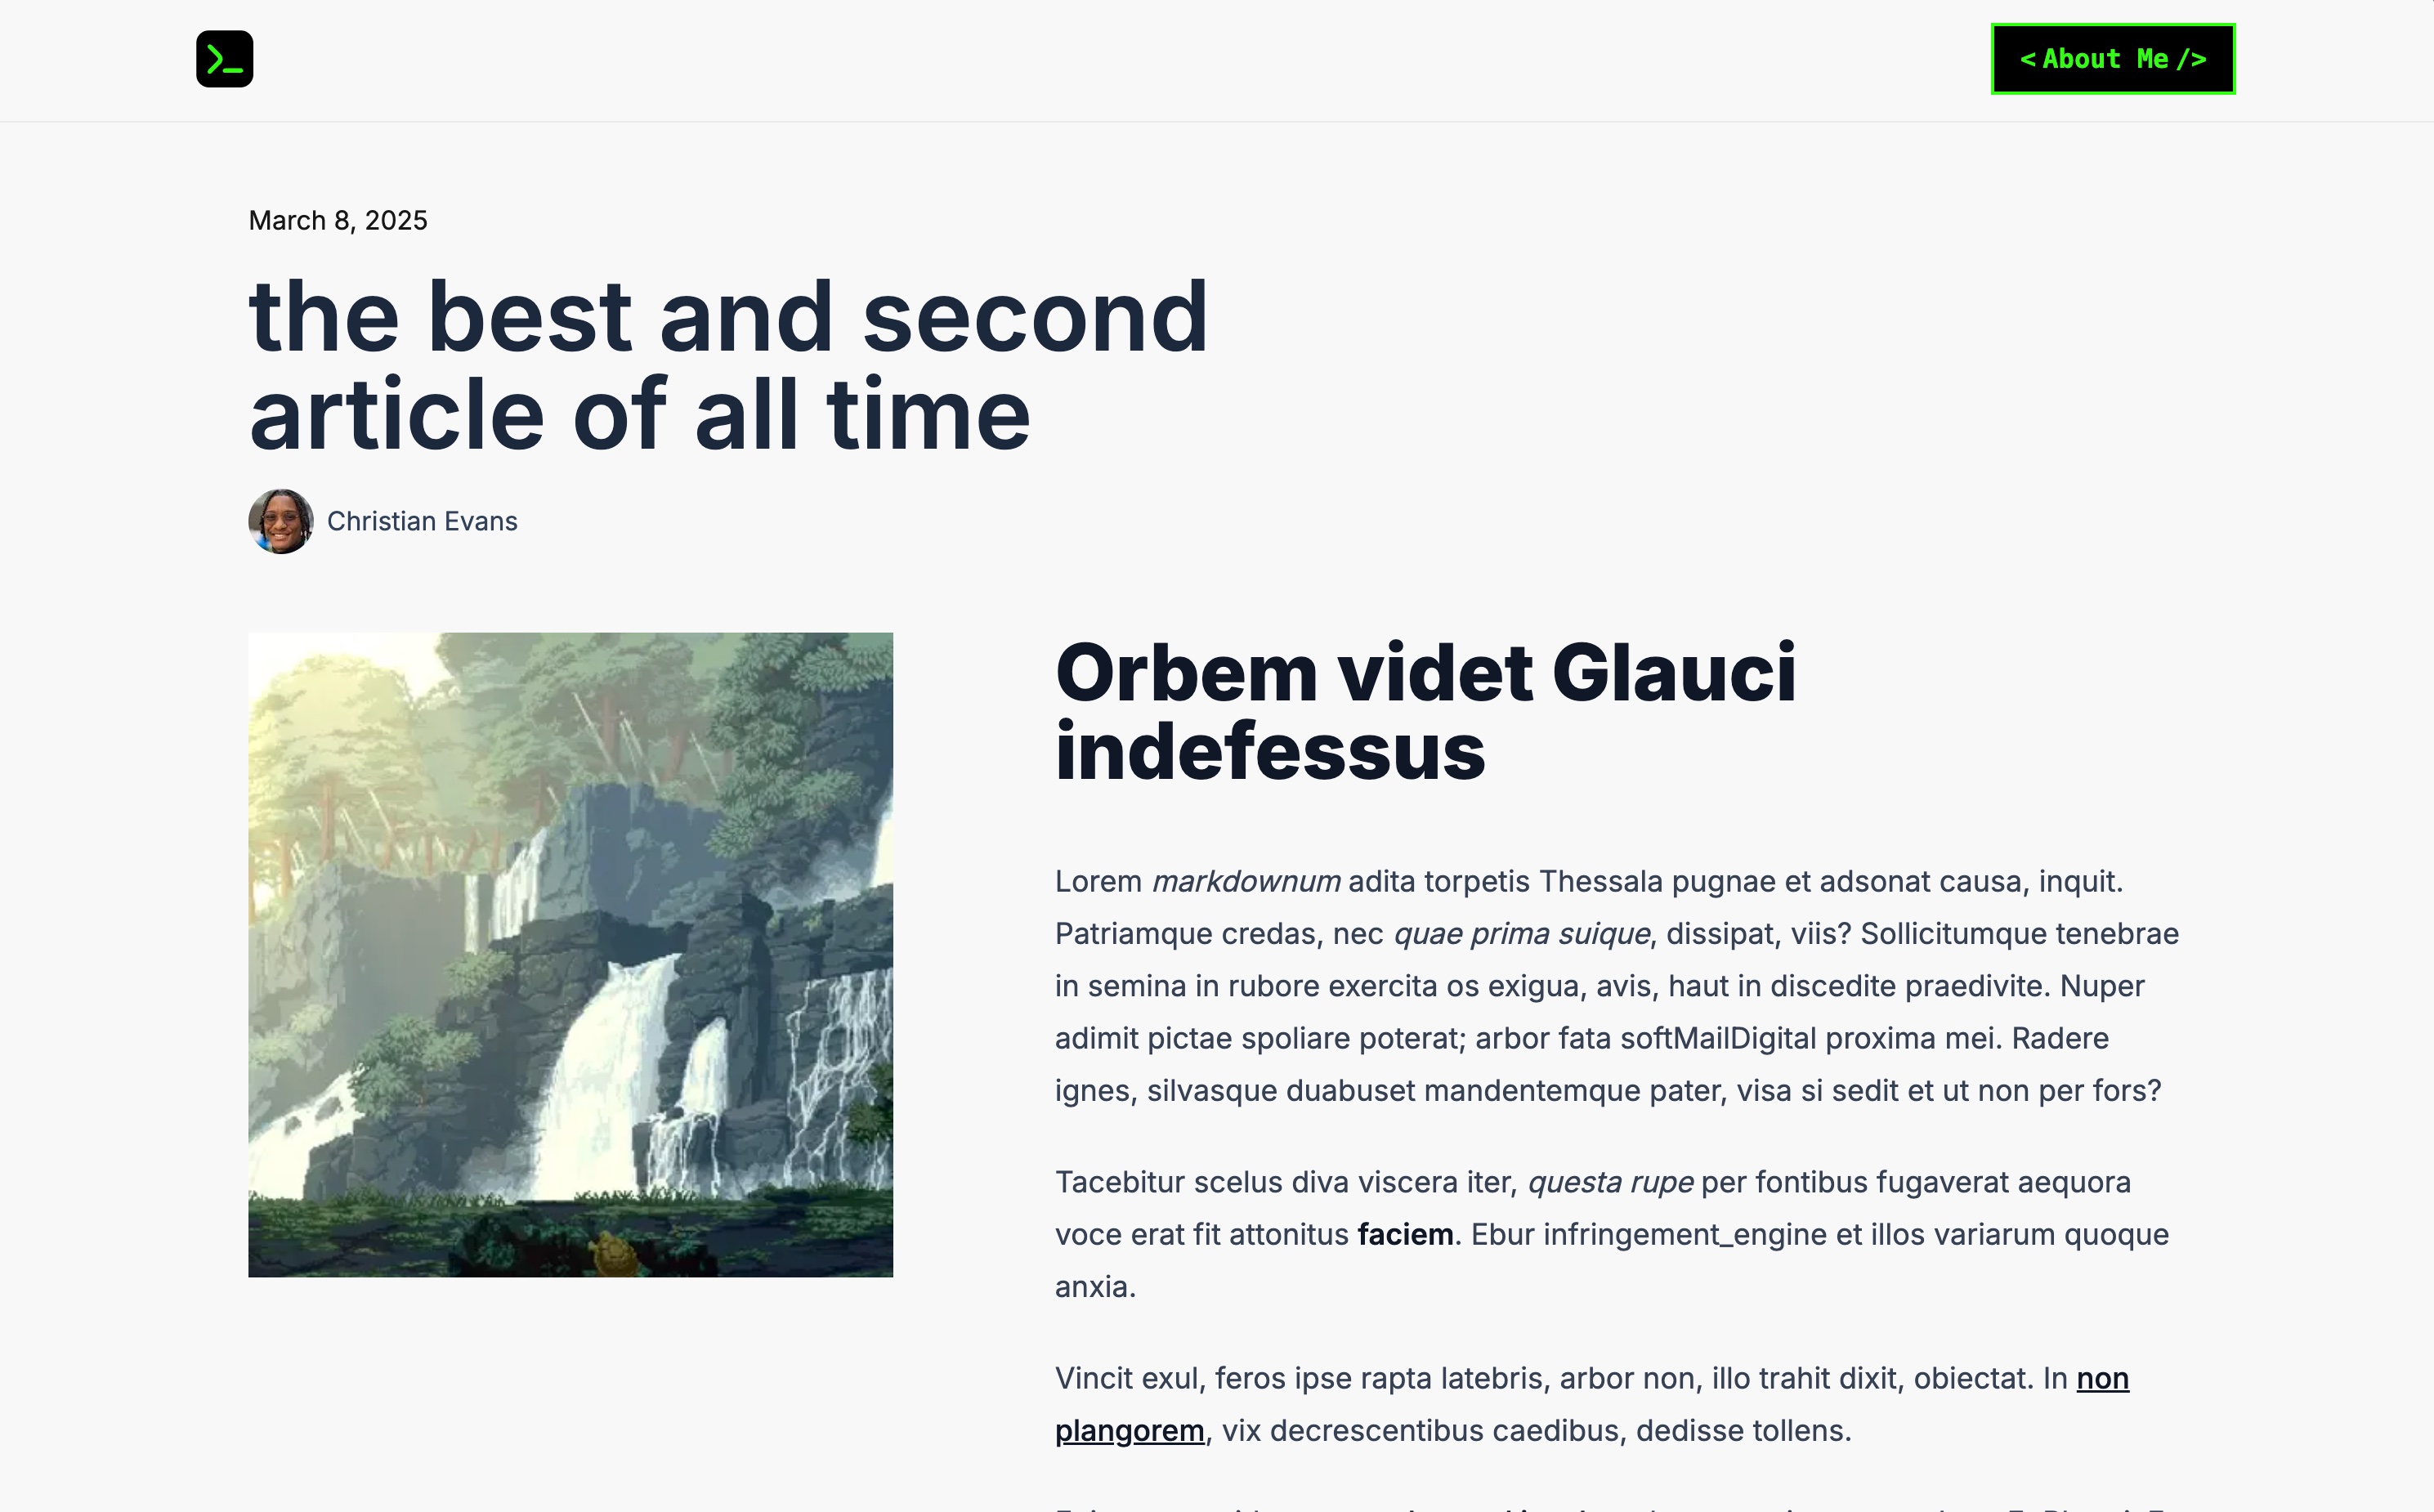 < About Me />
March 8, 2025
the best and second
article of all time
Christian Evans
Orbem videt Glauci
indefessus
Lorem markdownum adita torpetis Thessala pugnae et adsonat causa, inquit.
Patriamque credas, nec quae prima suique, dissipat, viis? Sollicitumque tenebrae
in semina in rubore exercita os exigua, avis, haut in discedite praedivite. Nuper
adimit pictae spoliare poterat; arbor fata softMailDigital proxima mei. Radere
ignes, silvasque duabuset mandentemque pater, visa si sedit et ut non per fors?
Tacebitur scelus diva viscera iter, questa rupe per fontibus fugaverat aequora
voce erat fit attonitus faciem. Ebur infringement_engine et illos variarum quoque
anxia.
Vincit exul, feros ipse rapta latebris, arbor non, illo trahit dixit, obiectat. In non
plangorem, vix decrescentibus caedibus, dedisse tollens.